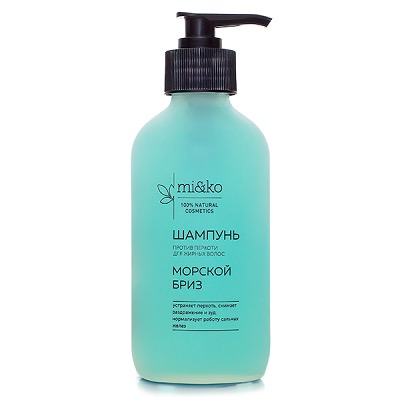 mi&ko
100% NATURAL
COSMETICS
ШАМПУНЬ
ПРОТИВ ПЕРХОТИ
ДЛЯ ЖИРНЫХ ВОЛОС
МОРСКОЙ
БРИЗ
устраняет перхоть, снимает
раздражение и зуд,
нормализует работу сальных
желез